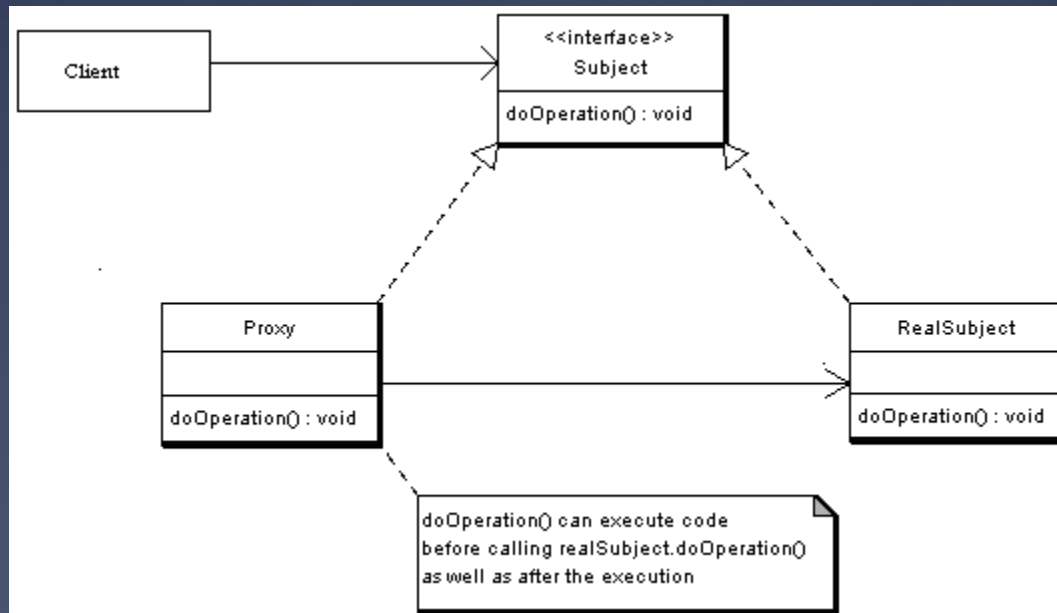 Client
<<interface>>
Subject
doOperation() : void
Proxy
doOperation() : void
RealSubject
doOperation() : void
doOperation() can execute code
before calling realSubject.doOperation()
as well as after the execution